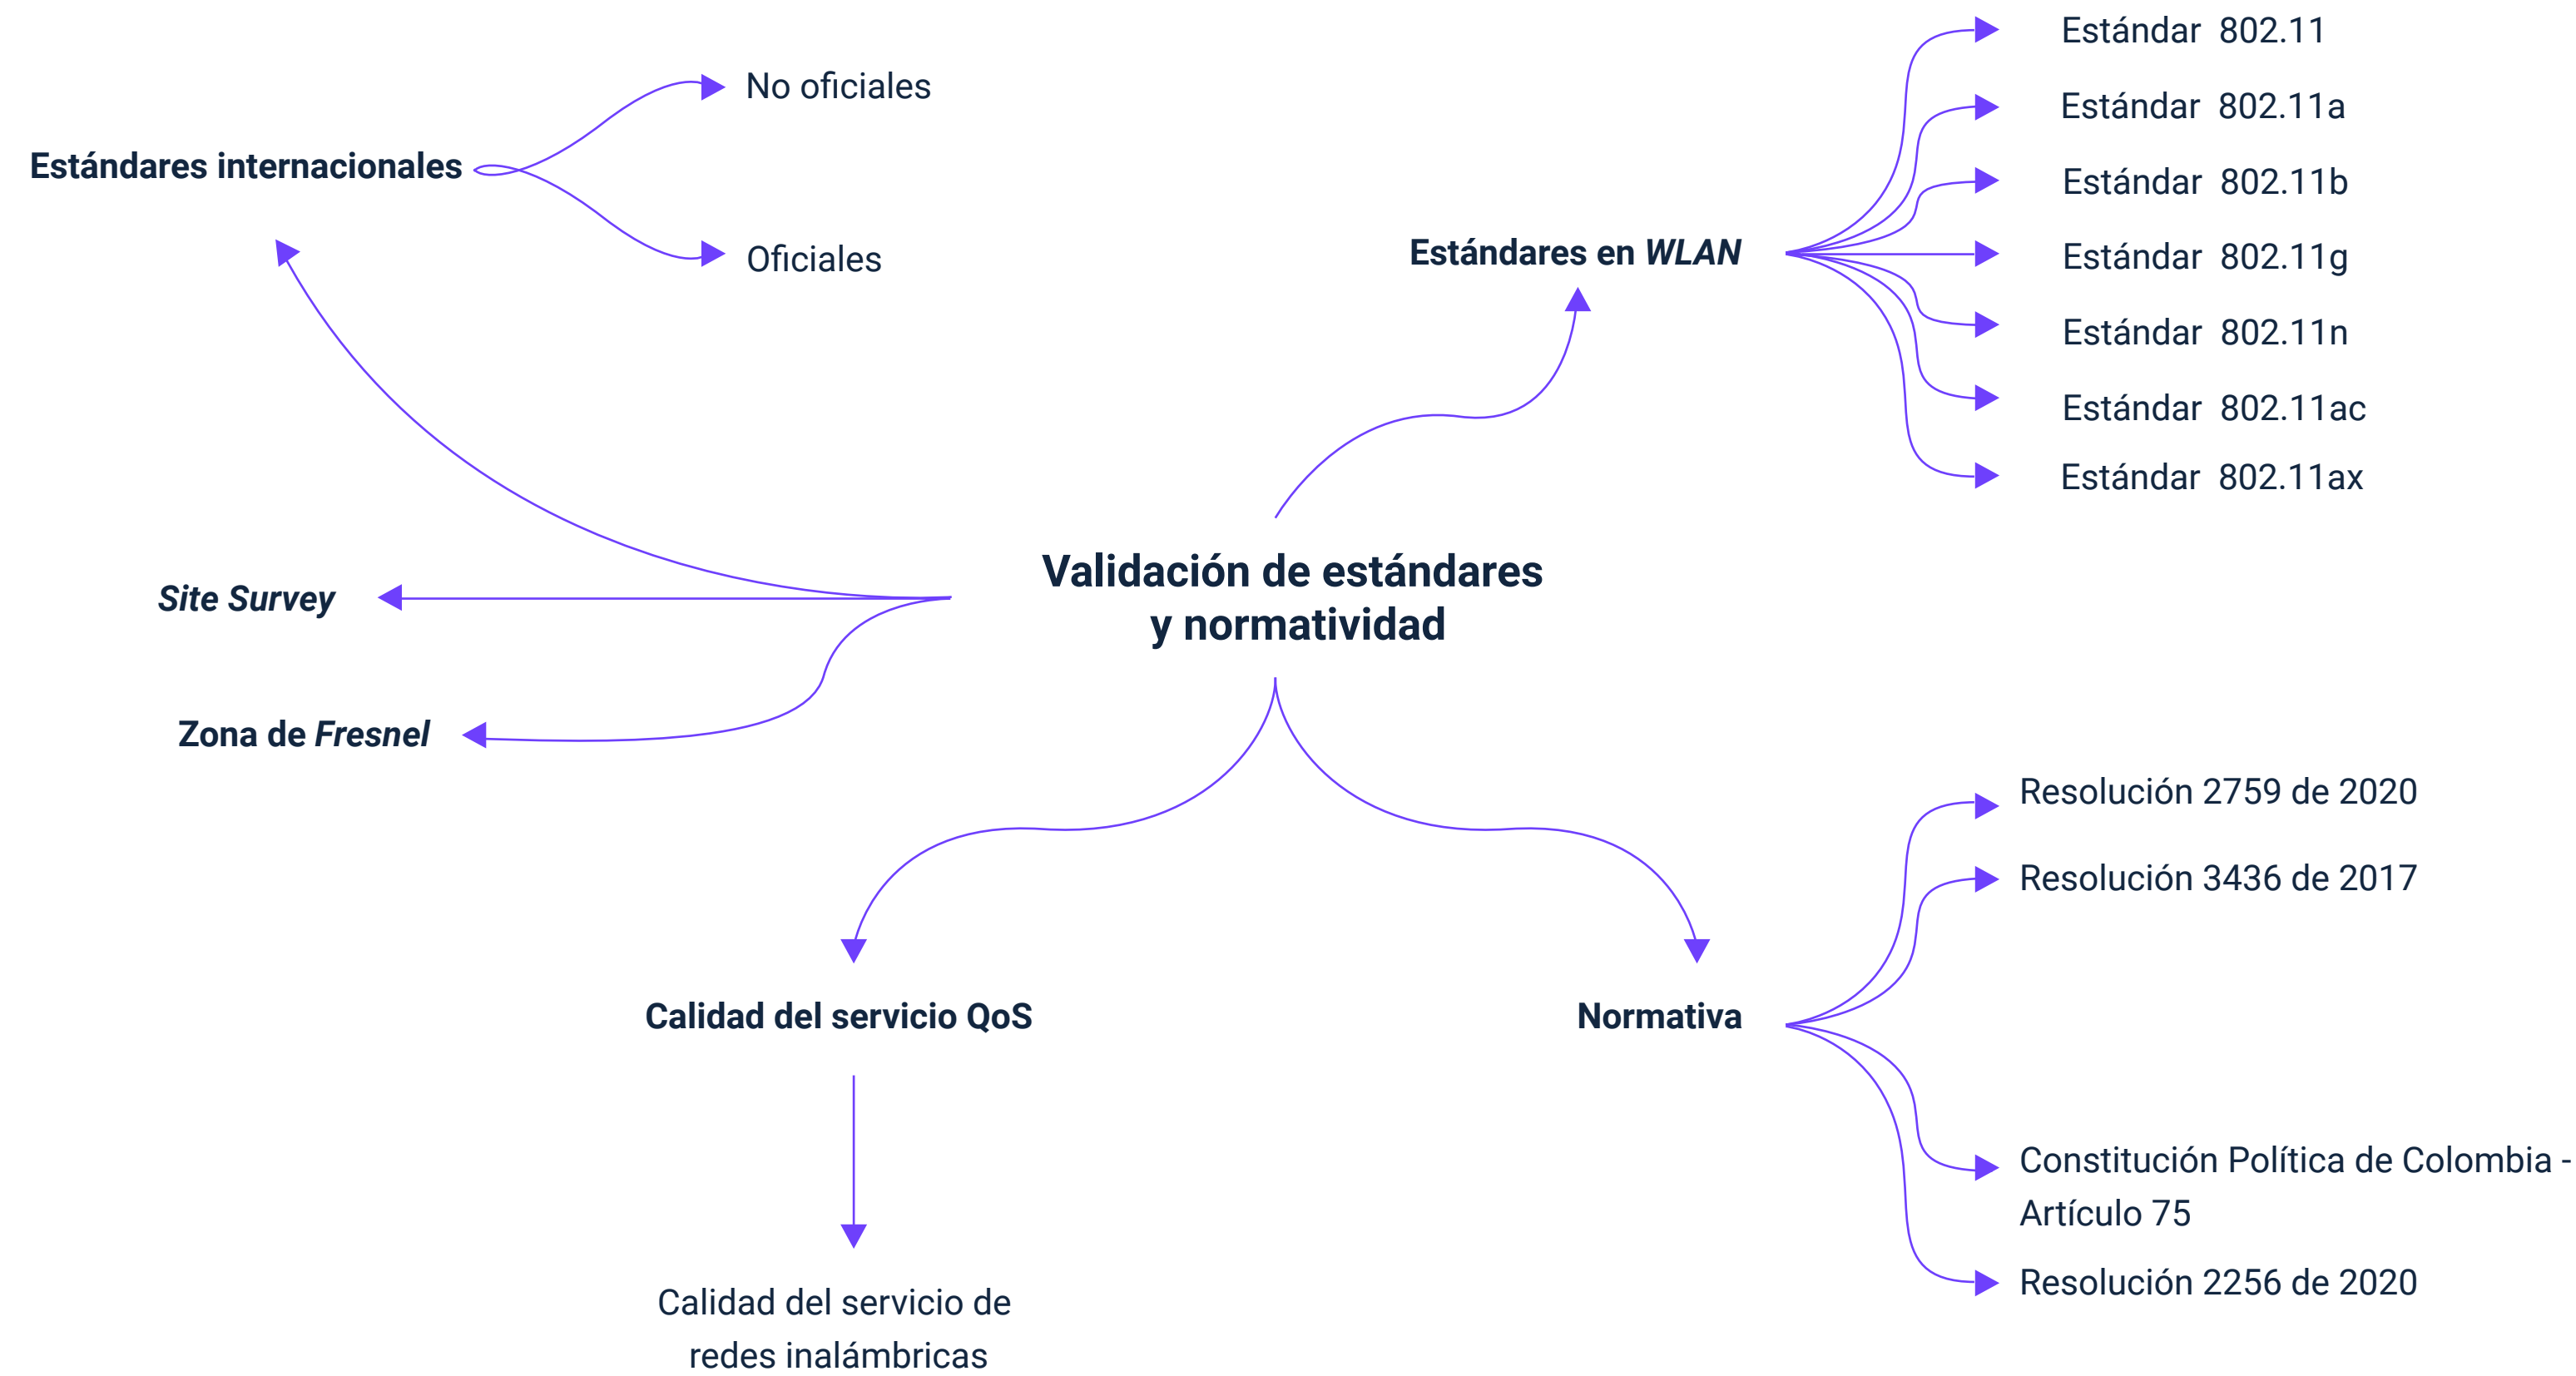 Estándares internacionales
No oficiales
Oficiales
Estándares en WLAN
Estándar 802.11
Estándar 802.11a
Estándar 802.11b
Estándar 802.11g
Estándar 802.11n
Estándar 802.11ac
Estándar 802.11ax
Validación de estándares
y normatividad
Site Survey
Zona de Fresnel
Calidad del servicio QoS
Calidad del servicio de
redes inalámbricas
Normativa
Resolución 2759 de 2020
Resolución 3436 de 2017
Constitución Política de Colombia -
Artículo 75
Resolución 2256 de 2020